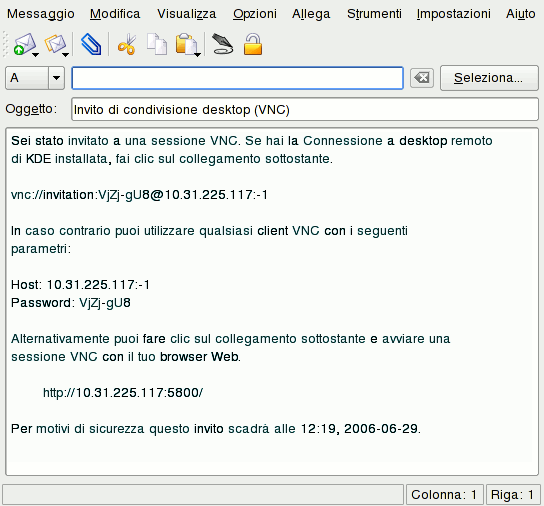 Messaggio Modifica Visualizza Opzioni Allega Strumenti Impostazioni Aiuto
A Seleziona...
Oggetto: Invito di condivisione desktop (VNC)
Sei stato invitato a una sessione VNC. Se hai la Connessione a desktop remoto
di KDE installata, fai clic sul collegamento sottostante.
vnc://invitation:VjZj-gU8@10.31.225.117:-1
In caso contrario puoi utilizzare qualsiasi client VNC con i seguenti
parametri:
Host: 10.31.225.117:-1
Password: VjZj-gU8
Alternativamente puoi fare clic sul collegamento sottostante e avviare una
sessione VNC con il tuo browser Web.
http://10.31.225.117:5800/
Per motivi di sicurezza questo invito scadrà alle 12:19, 2006-06-29.
Colonna: 1 Riga: 1